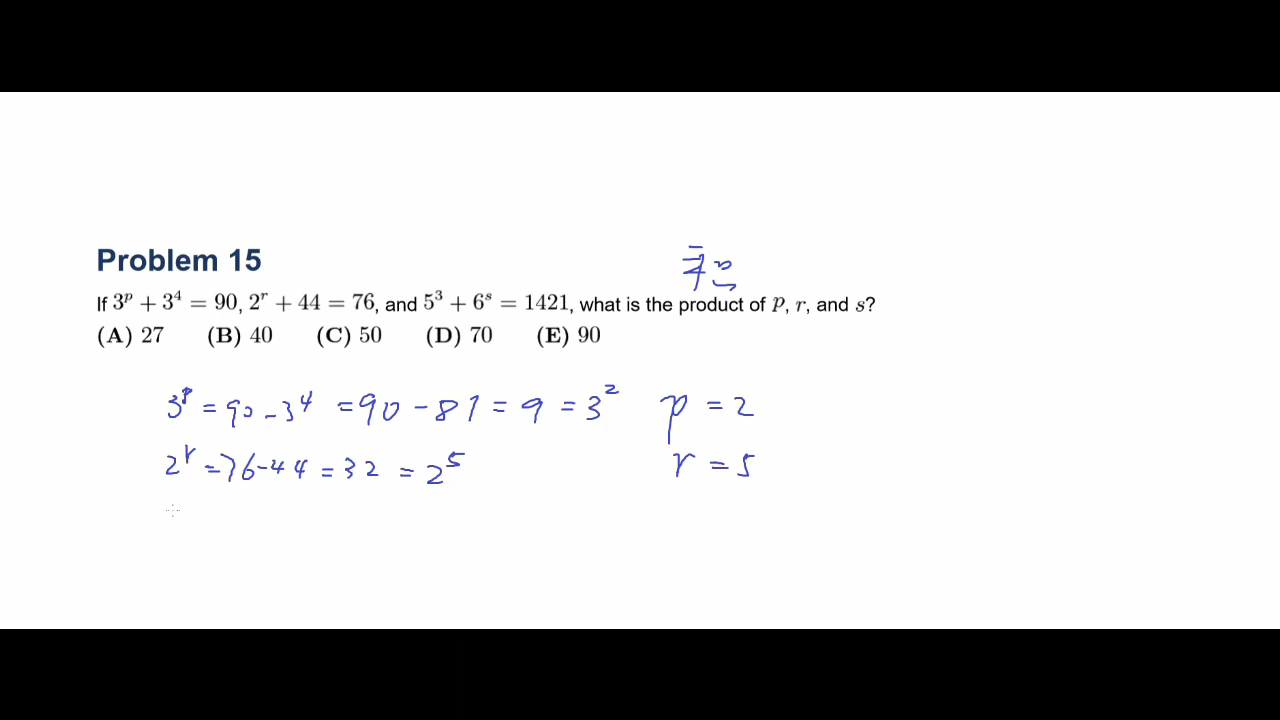 Problem 15
If 3^p + 3^4 = 90, 2^r + 44 = 76, and 5^3 + 6^s = 1421, what is the product of p, r, and s?
(A) 27 (B) 40 (C) 50 (D) 70 (E) 90
3^p = 90 - 3^4 = 90 - 81 = 9 = 3^2 p = 2
2^r = 76 - 44 = 32 = 2^5 r = 5